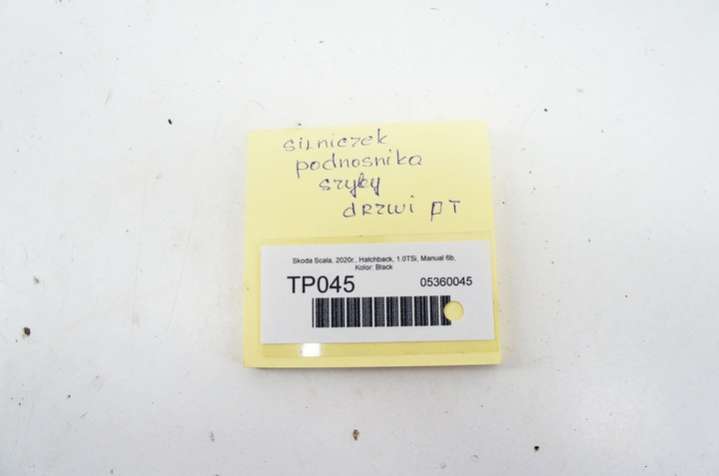 silniczek
podnosnika
szyby
drzwi PT
Skoda Scala, 2020r., Hatchback, 1.0TSi, Manual 6b,
Kolor: Black
TP045
05360045